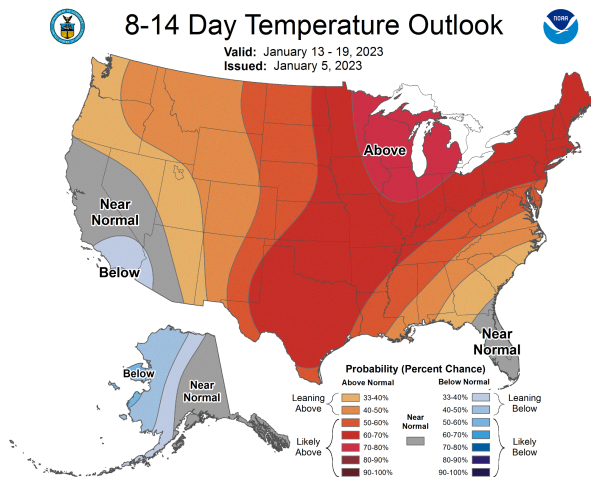 8-14 Day Temperature Outlook
Valid: January 13 - 19, 2023
Issued: January 5, 2023
NOAA
Above
Near
Normal
Below
Near
Normal
Below
Near
Normal
Probability (Percent Chance)
Above Normal
Below Normal
Leaning
Above
33-40%
40-50%
Likely
Above
50-60%
60-70%
70-80%
80-90%
90-100%
Near
Normal
33-40%
40-50%
Leaning
Below
50-60%
60-70%
70-80%
80-90%
90-100%
Likely
Below